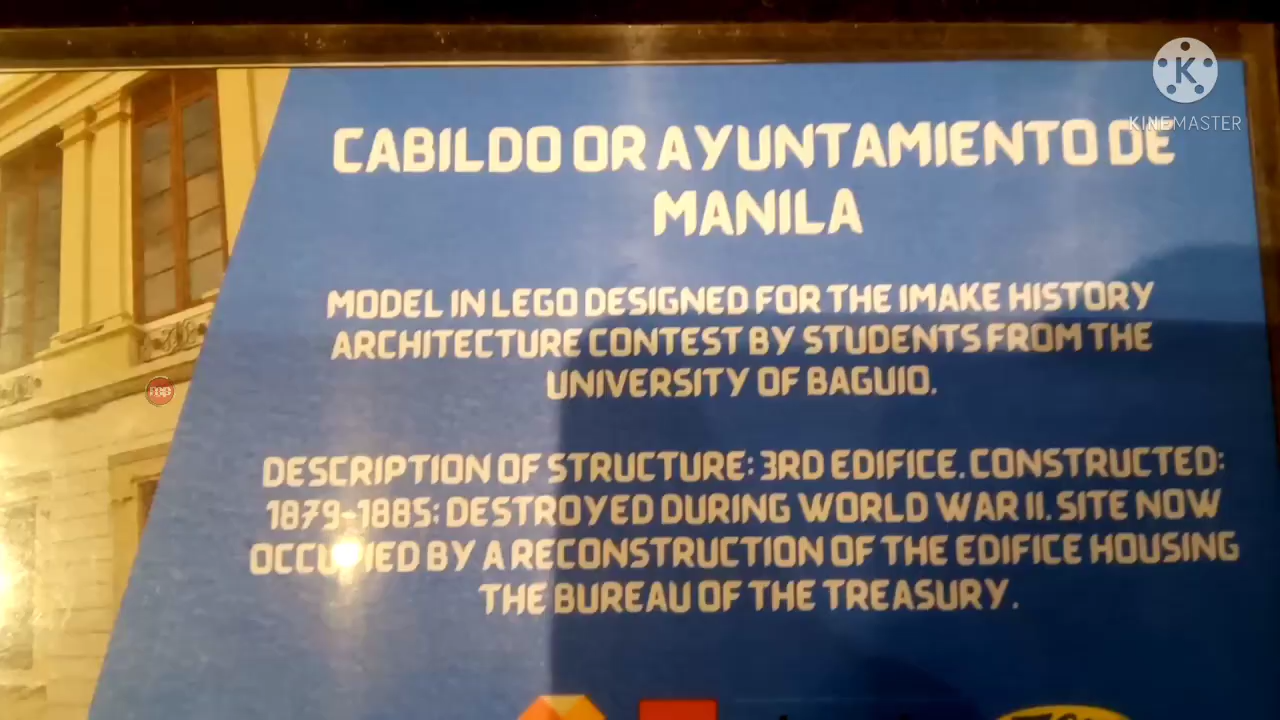 K
KINEMASTER
CABILDO OR AYUNTAMIENTO DE
MANILA
MODEL IN LEGO DESIGNED FOR THE IMAKE HISTORY
ARCHITECTURE CONTEST BY STUDENTS FROM THE
UNIVERSITY OF BAGUIO.
DESCRIPTION OF STRUCTURE: 3RD EDIFICE. CONSTRUCTED:
1879-1885; DESTROYED DURING WORLD WAR II. SITE NOW
OCCUPIED BY A RECONSTRUCTION OF THE EDIFICE HOUSING
THE BUREAU OF THE TREASURY.